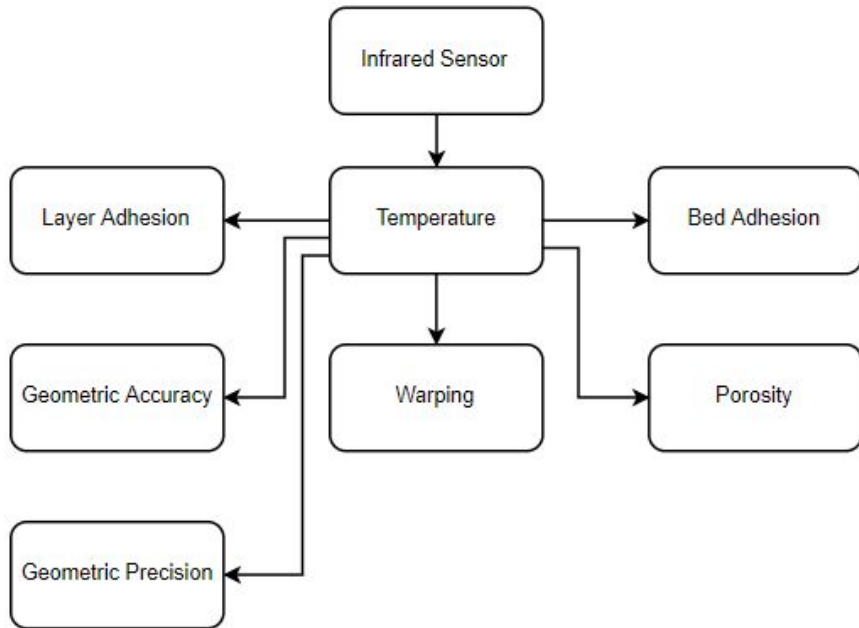 Infrared Sensor
Layer Adhesion
Temperature
Bed Adhesion
Geometric Accuracy
Warping
Porosity
Geometric Precision